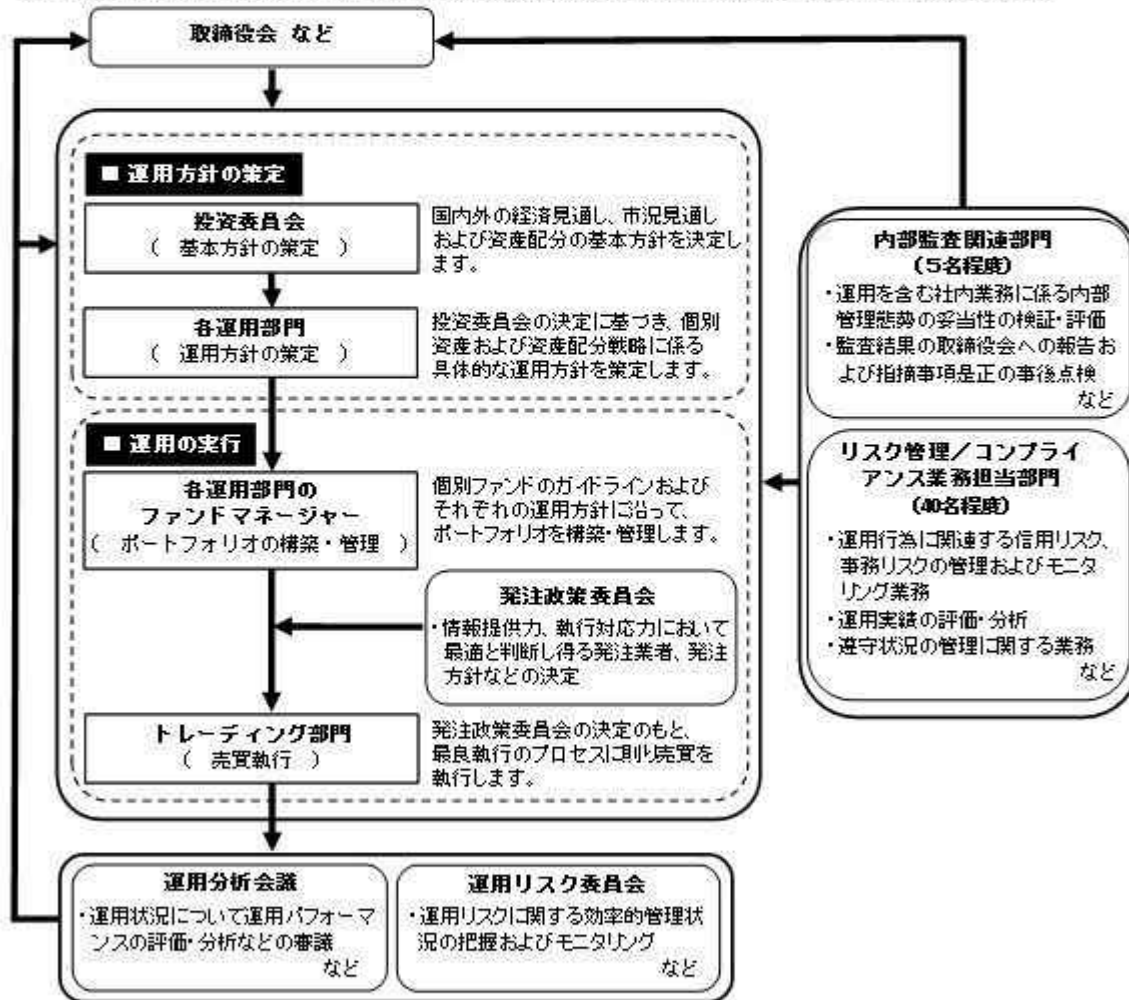 取締役会 など
■ 運用方針の策定
投資委員会
（ 基本方針の策定 ）
国内外の経済見通し、市況見通し
および資産配分の基本方針を決定し
ます。
各運用部門
（ 運用方針の策定 ）
投資委員会の決定に基づき、個別
資産および資産配分戦略に係る
具体的な運用方針を策定します。
■ 運用の実行
各運用部門の
ファンドマネージャー
（ ポートフォリオの構築・管理 ）
個別ファンドのガイドラインおよび
それぞれの運用方針に沿って、
ポートフォリオを構築・管理します。
発注政策委員会
・情報提供力、執行対応力において
最適と判断し得る発注業者、発注
方針などの決定
トレーディング部門
（ 売買執行 ）
発注政策委員会の決定のもと、
最良執行のプロセスに則り売買を
執行します。
運用分析会議
・運用状況について運用パフォーマ
ンスの評価・分析などの審議
など
運用リスク委員会
・運用リスクに関する効率的管理状
況の把握およびモニタリング
など
内部監査関連部門
（5名程度）
・運用を含む社内業務に係る内部
管理態勢の妥当性の検証・評価
・監査結果の取締役会への報告お
よび指摘事項是正の事後点検
など
リスク管理／コンプライ
アンス業務担当部門
（40名程度）
・運用行為に関連する信用リスク、
事務リスクの管理およびモニタ
リング業務
・運用実績の評価・分析
・遵守状況の管理に関する業務
など